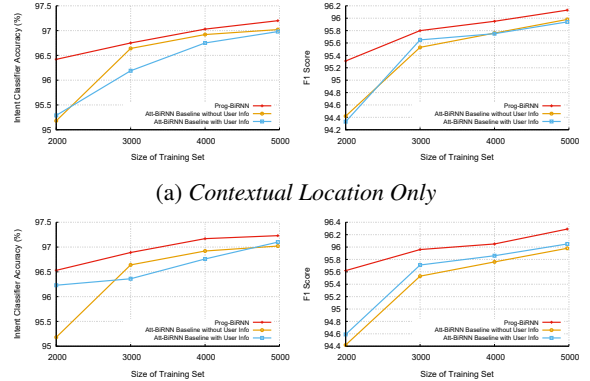 97.5
97
96.5
96
95.5
95
2000 3000 4000 5000
Intent Classifier Accuracy (%)
Size of Training Set
Prog-BiRNN
Att-BiRNN Baseline without User Info
Att-BiRNN Baseline with User Info
96.2
96
95.8
95.6
95.4
95.2
95
94.8
94.6
94.4
94.2
2000 3000 4000 5000
F1 Score
Size of Training Set
Prog-BiRNN
Att-BiRNN Baseline without User Info
Att-BiRNN Baseline with User Info
(a) Contextual Location Only
97.5
97
96.5
96
95.5
95
2000 3000 4000 5000
Intent Classifier Accuracy (%)
Size of Training Set
Prog-BiRNN
Att-BiRNN Baseline without User Info
Att-BiRNN Baseline with User Info
96.4
96.2
96
95.8
95.6
95.4
95.2
95
94.8
94.6
94.4
2000 3000 4000 5000
F1 Score
Size of Training Set
Prog-BiRNN
Att-BiRNN Baseline without User Info
Att-BiRNN Baseline with User Info